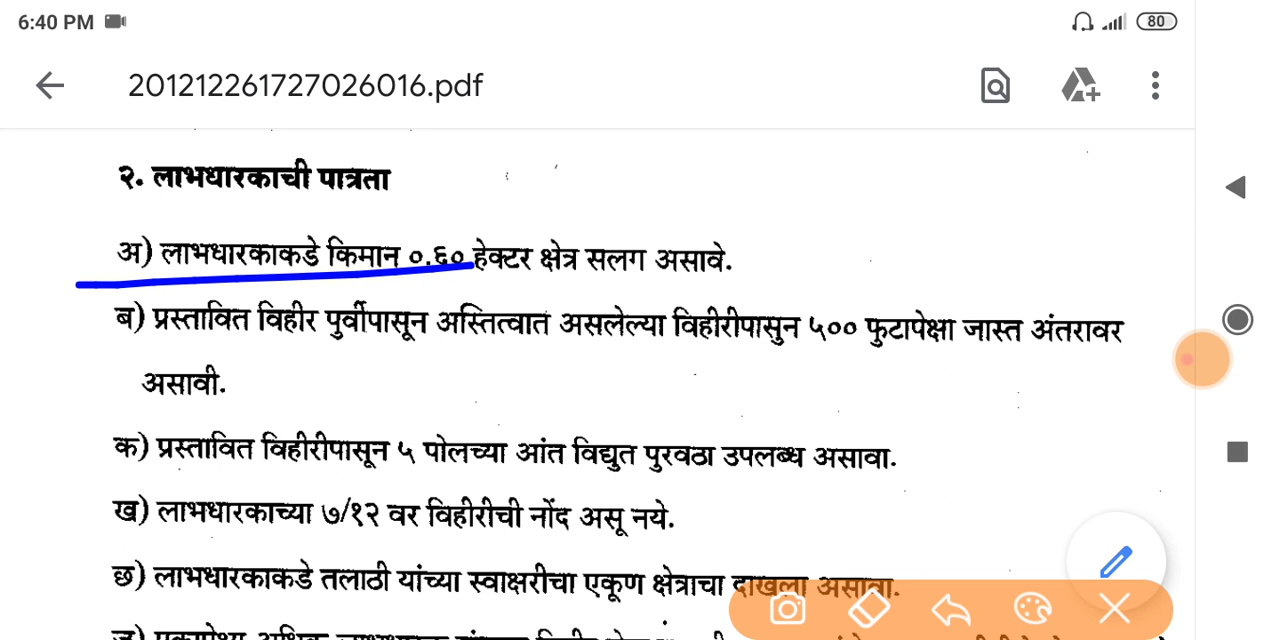 6:40 PM
80
201212261727026016.pdf
२. लाभधारकाची पात्रता
अ) लाभधारकाकडे किमान ०.६० हेक्टर क्षेत्र सलग असावे.
ब) प्रस्तावित विहीर पुर्वीपासून अस्तित्वात असलेल्या विहीरीपासुन ५०० फुटापेक्षा जास्त अंतरावर
असावी.
क) प्रस्तावित विहीरीपासून ५ पोलच्या आंत विद्युत पुरवठा उपलब्ध असावा.
ख) लाभधारकाच्या ७/१२ वर विहीरीची नोंद असू नये.
छ) लाभधारकाकडे तलाठी यांच्या स्वाक्षरीचा एकूण क्षेत्राचा दाखला असावा.